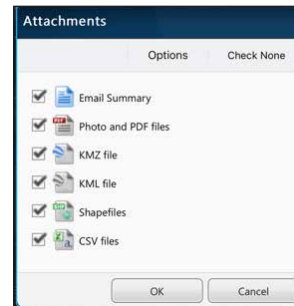 Attachments
Options Check None
Email Summary
Photo and PDF files
KMZ file
KML file
Shapefiles
CSV files
OK Cancel